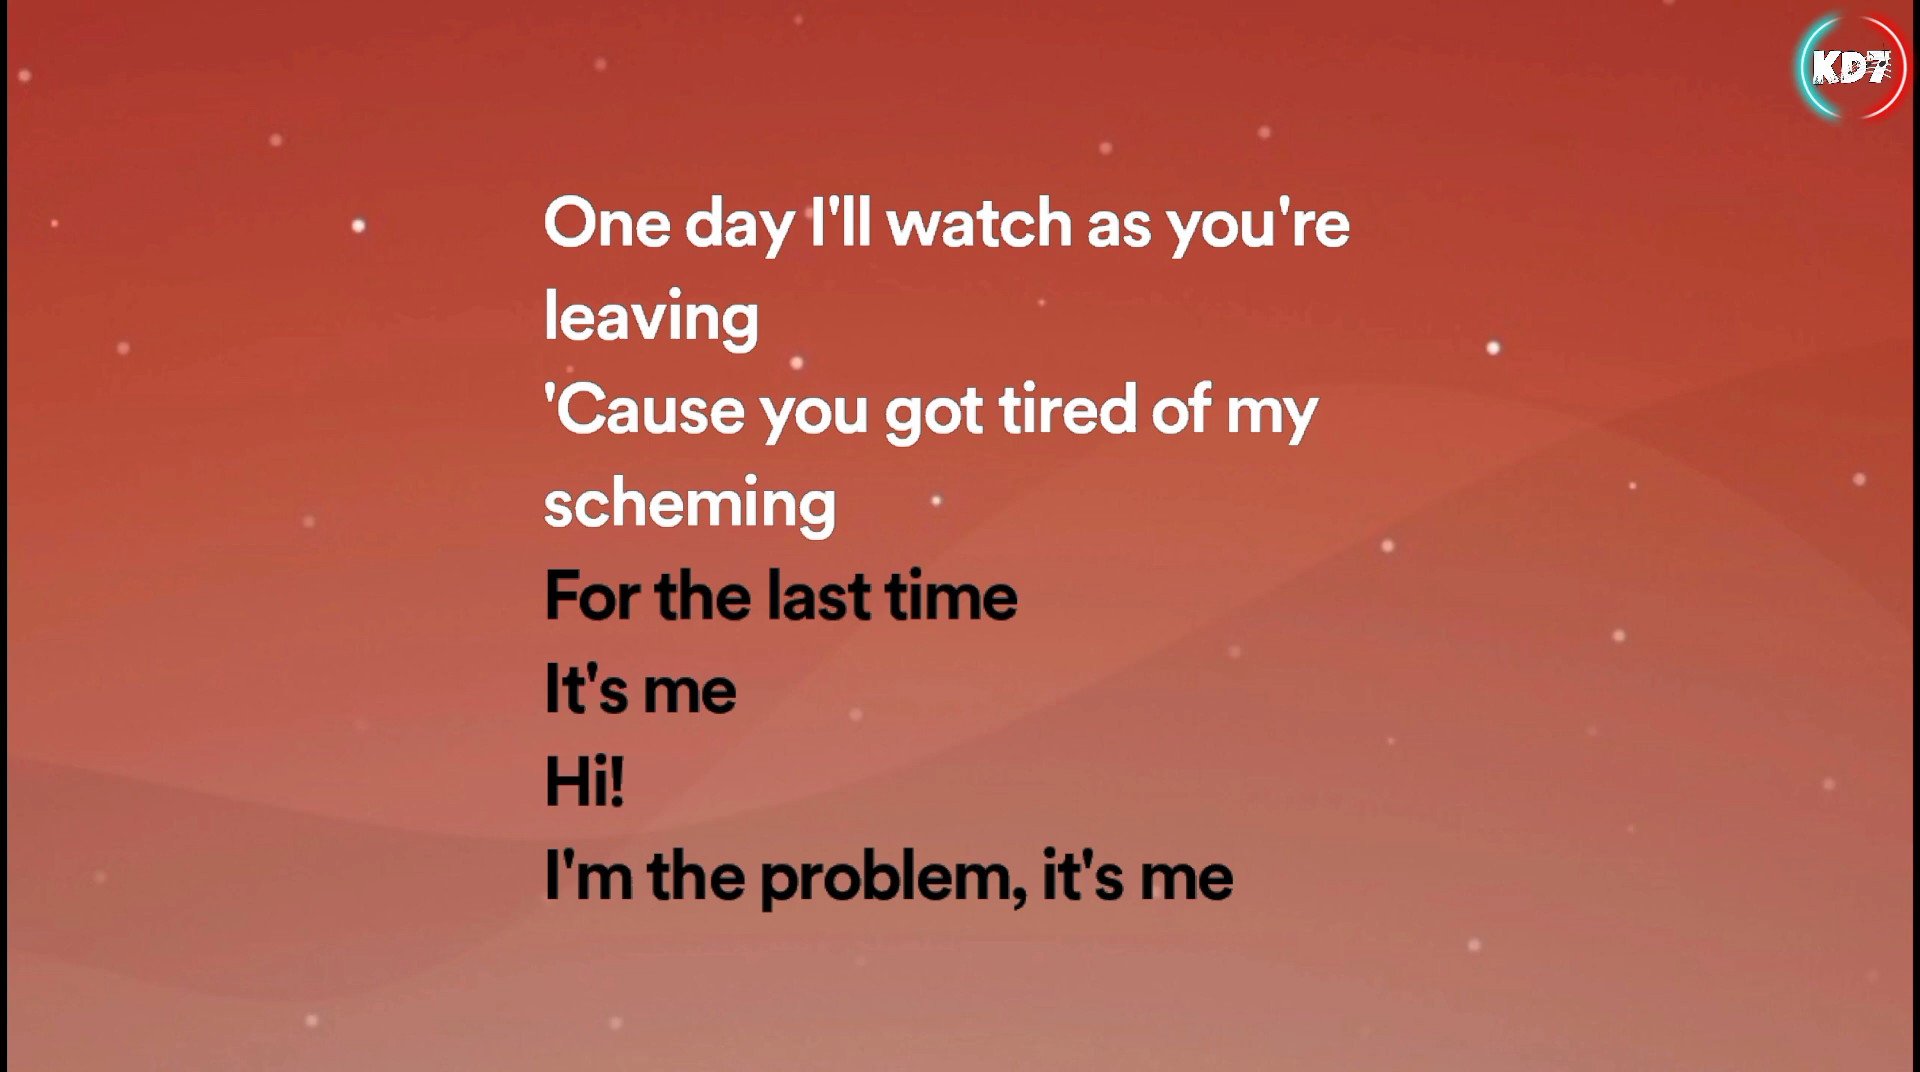 KD7
One day I'll watch as you're
leaving
'Cause you got tired of my
scheming
For the last time
It's me
Hi!
I'm the problem, it's me